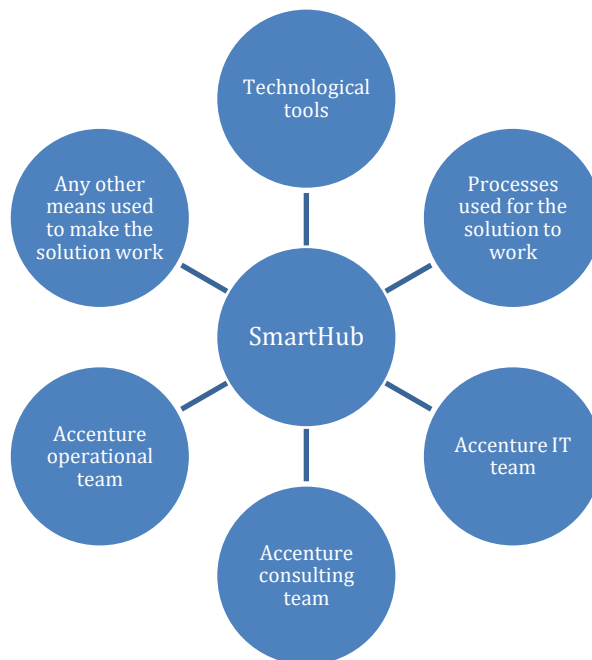 Technological
tools
Any other
means used
to make the
solution work
Processes
used for the
solution to
work
SmartHub
Accenture
operational
team
Accenture IT
team
Accenture
consulting
team